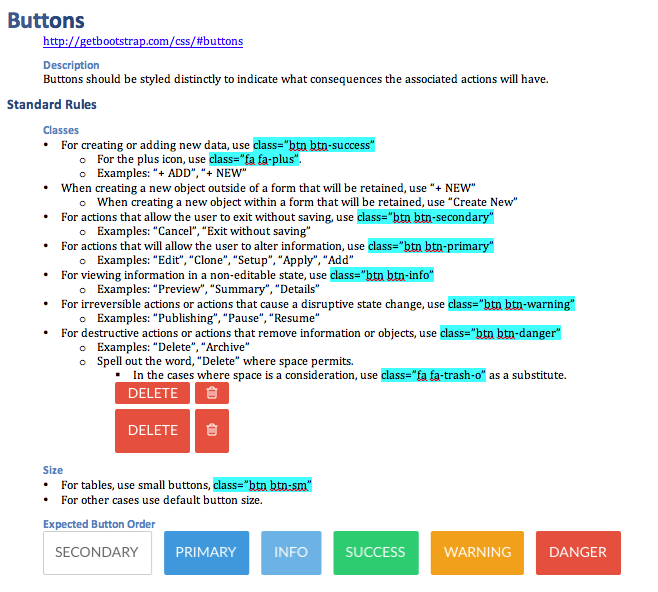 Buttons
http://getbootstrap.com/css/#buttons
Description
Buttons should be styled distinctly to indicate what consequences the associated actions will have.
Standard Rules
Classes
• For creating or adding new data, use class="btn btn-success"
o For the plus icon, use class="fa fa-plus".
o Examples: "+ ADD", "+ NEW"
• When creating a new object outside of a form that will be retained, use "+ NEW"
o When creating a new object within a form that will be retained, use "Create New"
• For actions that allow the user to exit without saving, use class="btn btn-secondary"
o Examples: "Cancel", "Exit without saving"
• For actions that will allow the user to alter information, use class="btn btn-primary"
o Examples: "Edit", "Clone", "Setup", "Apply", "Add"
• For viewing information in a non-editable state, use class="btn btn-info"
o Examples: "Preview", "Summary", "Details"
• For irreversible actions or actions that cause a disruptive state change, use class="btn btn-warning"
o Examples: "Publishing", "Pause", "Resume"
• For destructive actions or actions that remove information or objects, use class="btn btn-danger"
o Examples: "Delete", "Archive"
o Spell out the word, "Delete" where space permits.
▪ In the cases where space is a consideration, use class="fa fa-trash-o" as a substitute.
DELETE
DELETE
Size
• For tables, use small buttons, class="btn btn-sm"
• For other cases use default button size.
Expected Button Order
SECONDARY PRIMARY INFO SUCCESS WARNING DANGER